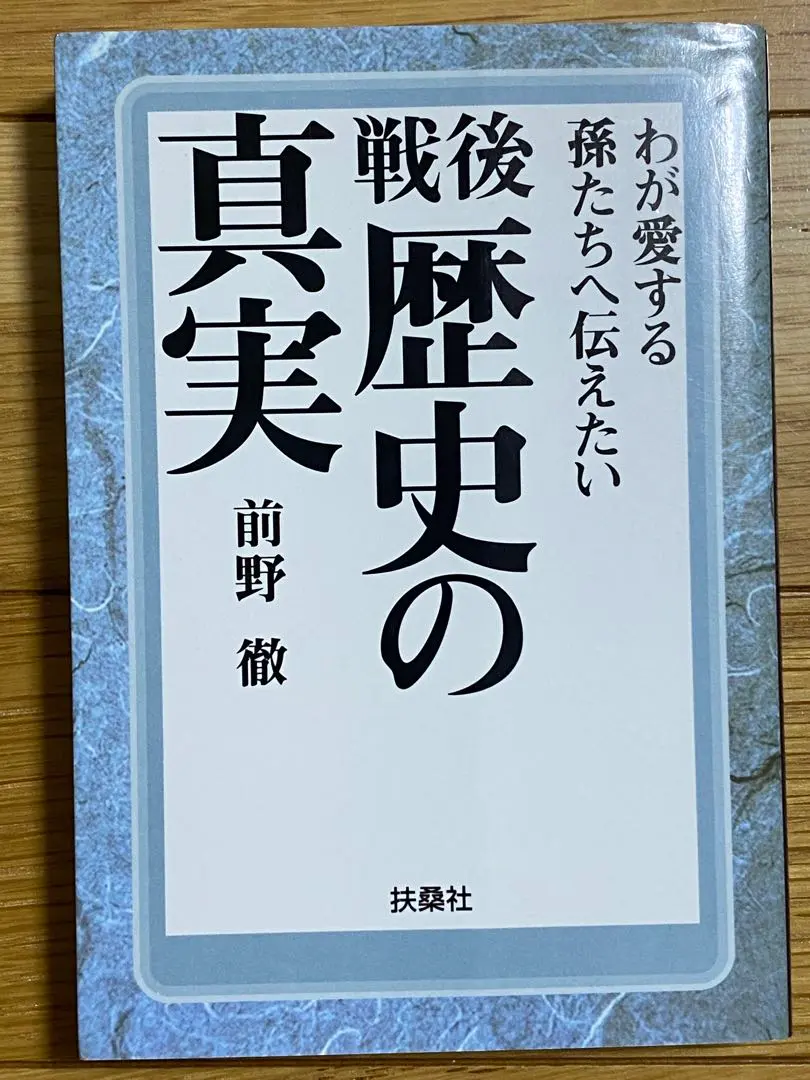 わが愛する
孫たちへ伝えたい
戦後
歴史の
真実
前野 徹
扶桑社